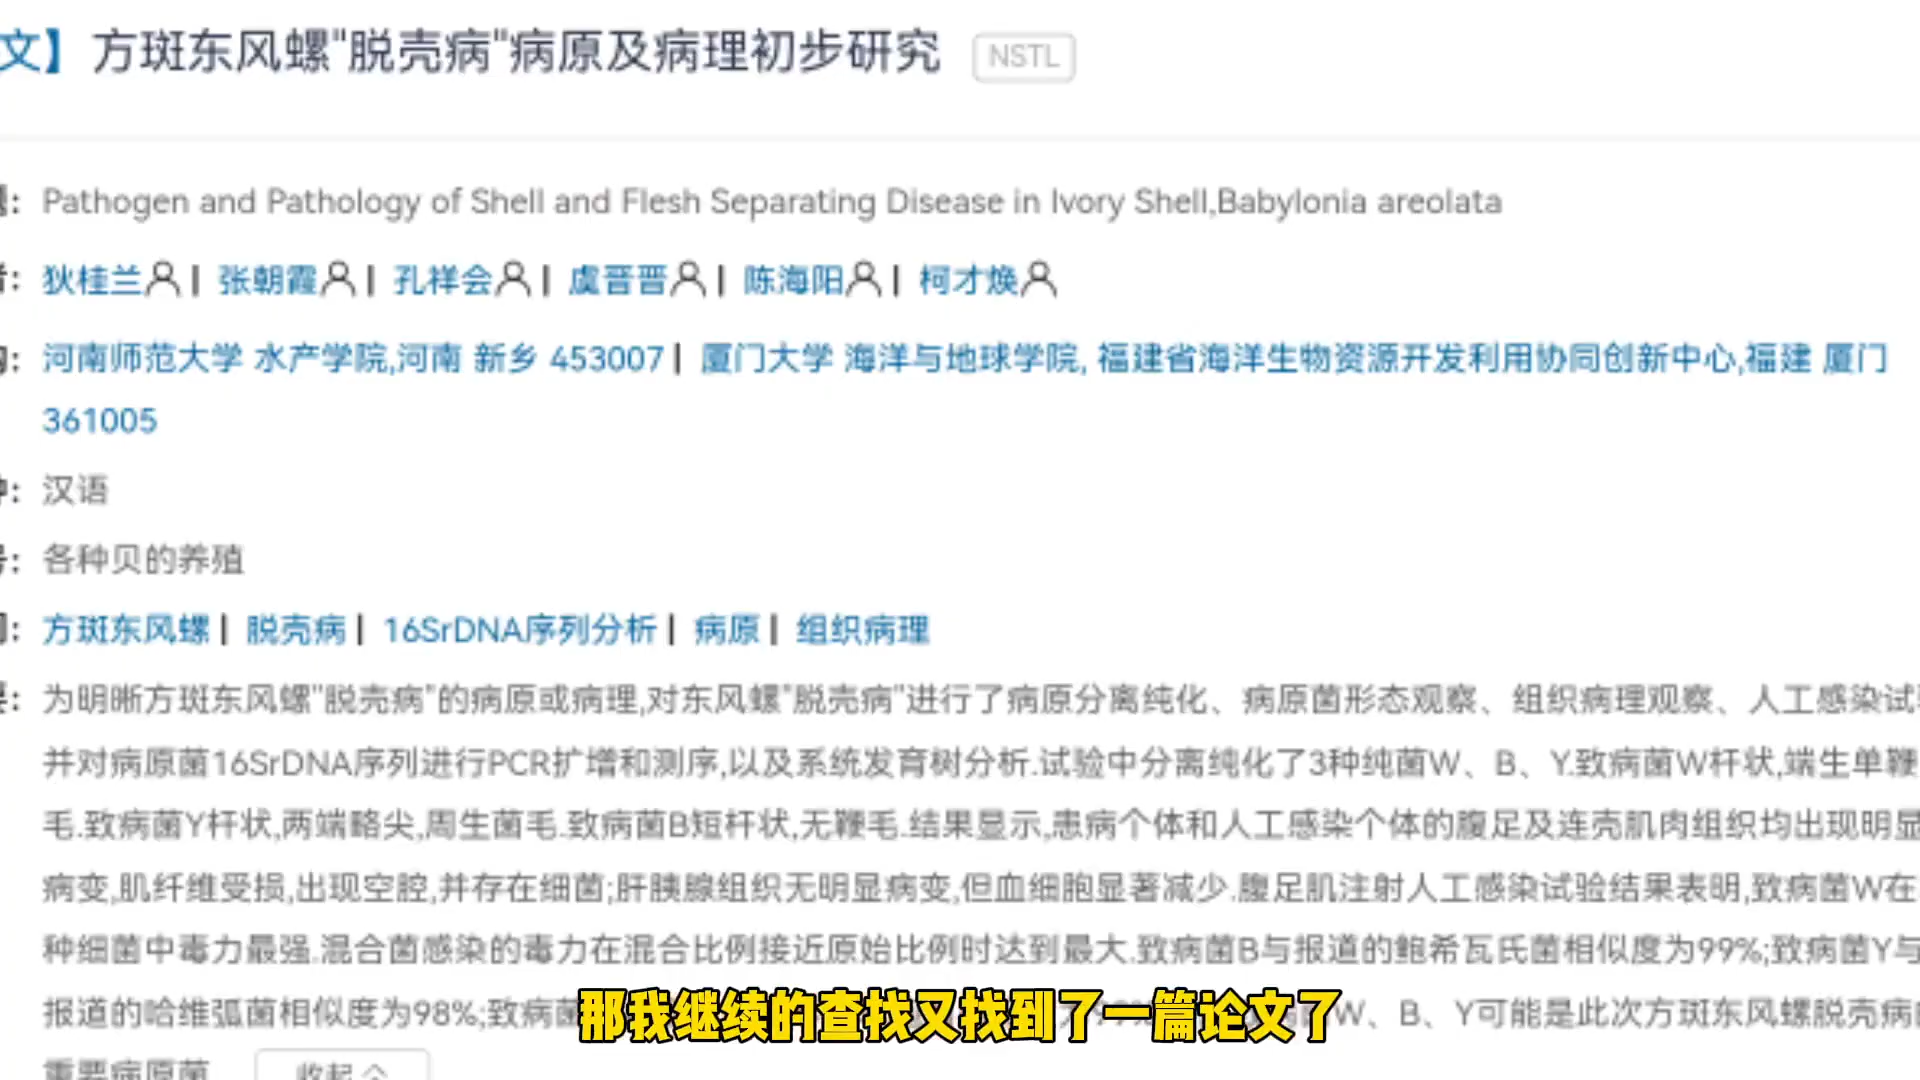 文】方斑东风螺"脱壳病"病原及病理初步研究 NSTL
Pathogen and Pathology of Shell and Flesh Separating Disease in Ivory Shell,Babylonia areolata
狄桂兰 | 张朝霞 | 孔祥会 | 虞晋晋 | 陈海阳 | 柯才焕
河南师范大学 水产学院,河南 新乡 453007 | 厦门大学 海洋与地球学院, 福建省海洋生物资源开发利用协同创新中心,福建 厦门
361005
汉语
各种贝的养殖
方斑东风螺 | 脱壳病 | 16SrDNA序列分析 | 病原 | 组织病理
为明晰方斑东风螺"脱壳病"的病原或病理,对东风螺"脱壳病"进行了病原分离纯化、病原菌形态观察、组织病理观察、人工感染试
并对病原菌16SrDNA序列进行PCR扩增和测序,以及系统发育树分析.试验中分离纯化了3种纯菌W、B、Y.致病菌W杆状,端生单鞭
毛.致病菌Y杆状,两端略尖,周生菌毛.致病菌B短杆状,无鞭毛.结果显示,患病个体和人工感染个体的腹足及连壳肌肉组织均出现明显
病变,肌纤维受损,出现空腔,并存在细菌;肝胰腺组织无明显病变,但血细胞显著减少.腹足肌注射人工感染试验结果表明,致病菌W在
种细菌中毒力最强.混合菌感染的毒力在混合比例接近原始比例时达到最大.致病菌B与报道的鲍希瓦氏菌相似度为99%;致病菌Y与
报道的哈维弧菌相似度为98%;致病菌 W、B、Y可能是此次方斑东风螺脱壳病
重要病原菌 收起
那我继续的查找又找到了一篇论文了